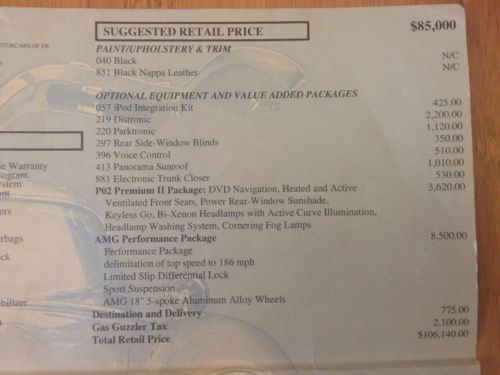 SUGGESTED RETAIL PRICE $85,000
MOTORCARS OF PR
PAINT/UPHOLSTERY & TRIM
040 Black N/C
851 Black Nappa Leather N/C
OPTIONAL EQUIPMENT AND VALUE ADDED PACKAGES
057 iPod Integration Kit 425.00
219 Distronic 2,200.00
220 Parktronic 1,120.00
297 Rear Side-Window Blinds 350.00
396 Voice Control 510.00
413 Panorama Sunroof 1,010.00
881 Electronic Trunk Closer 530.00
P02 Premium II Package: DVD Navigation, Heated and Active 3,620.00
Ventilated Front Seats, Power Rear-Window Sunshade,
Keyless Go, Bi-Xenon Headlamps with Active Curve Illumination,
Headlamp Washing System, Cornering Fog Lamps
AMG Performance Package 8,500.00
Performance Package
delimitation of top speed to 186 mph
Limited Slip Differential Lock
Sport Suspension
AMG 18" 5-spoke Aluminum Alloy Wheels
Destination and Delivery 775.00
Gas Guzzler Tax 2,100.00
Total Retail Price $106,140.00
Warranty